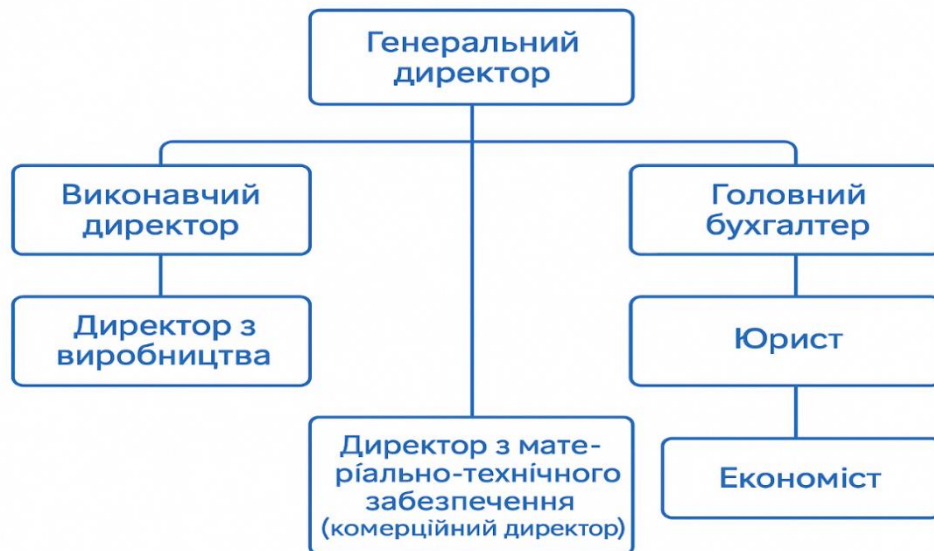 Генеральний
директор
Виконавчий
директор
Головний
бухгалтер
Директор з
виробництва
Юрист
Директор з мате-
ріально-технічного
забезпечення
(комерційний директор)
Економіст